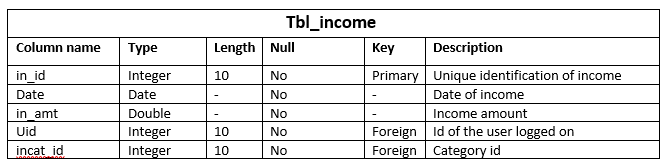 Tbl_income
Column name Type Length Null Key Description
in_id Integer 10 No Primary Unique identification of income
Date Date - No - Date of income
in_amt Double - No - Income amount
Uid Integer 10 No Foreign Id of the user logged on
incat_id Integer 10 No Foreign Category id